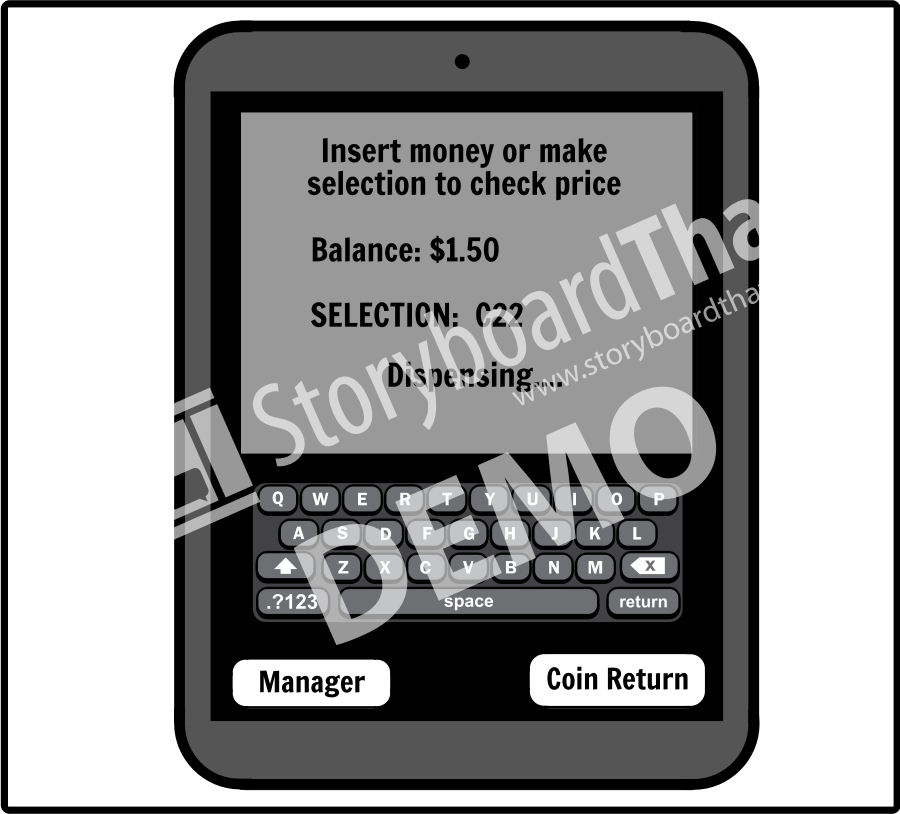 Insert money or make
selection to check price
Balance: $1.50
SELECTION: C22
Dispensing....
StoryboardTha
www.storyboardtha
DEMO
Q W E R T Y U I O P
A S D F G H J K L
Z X C V B N M X
.?123 space return
Manager Coin Return